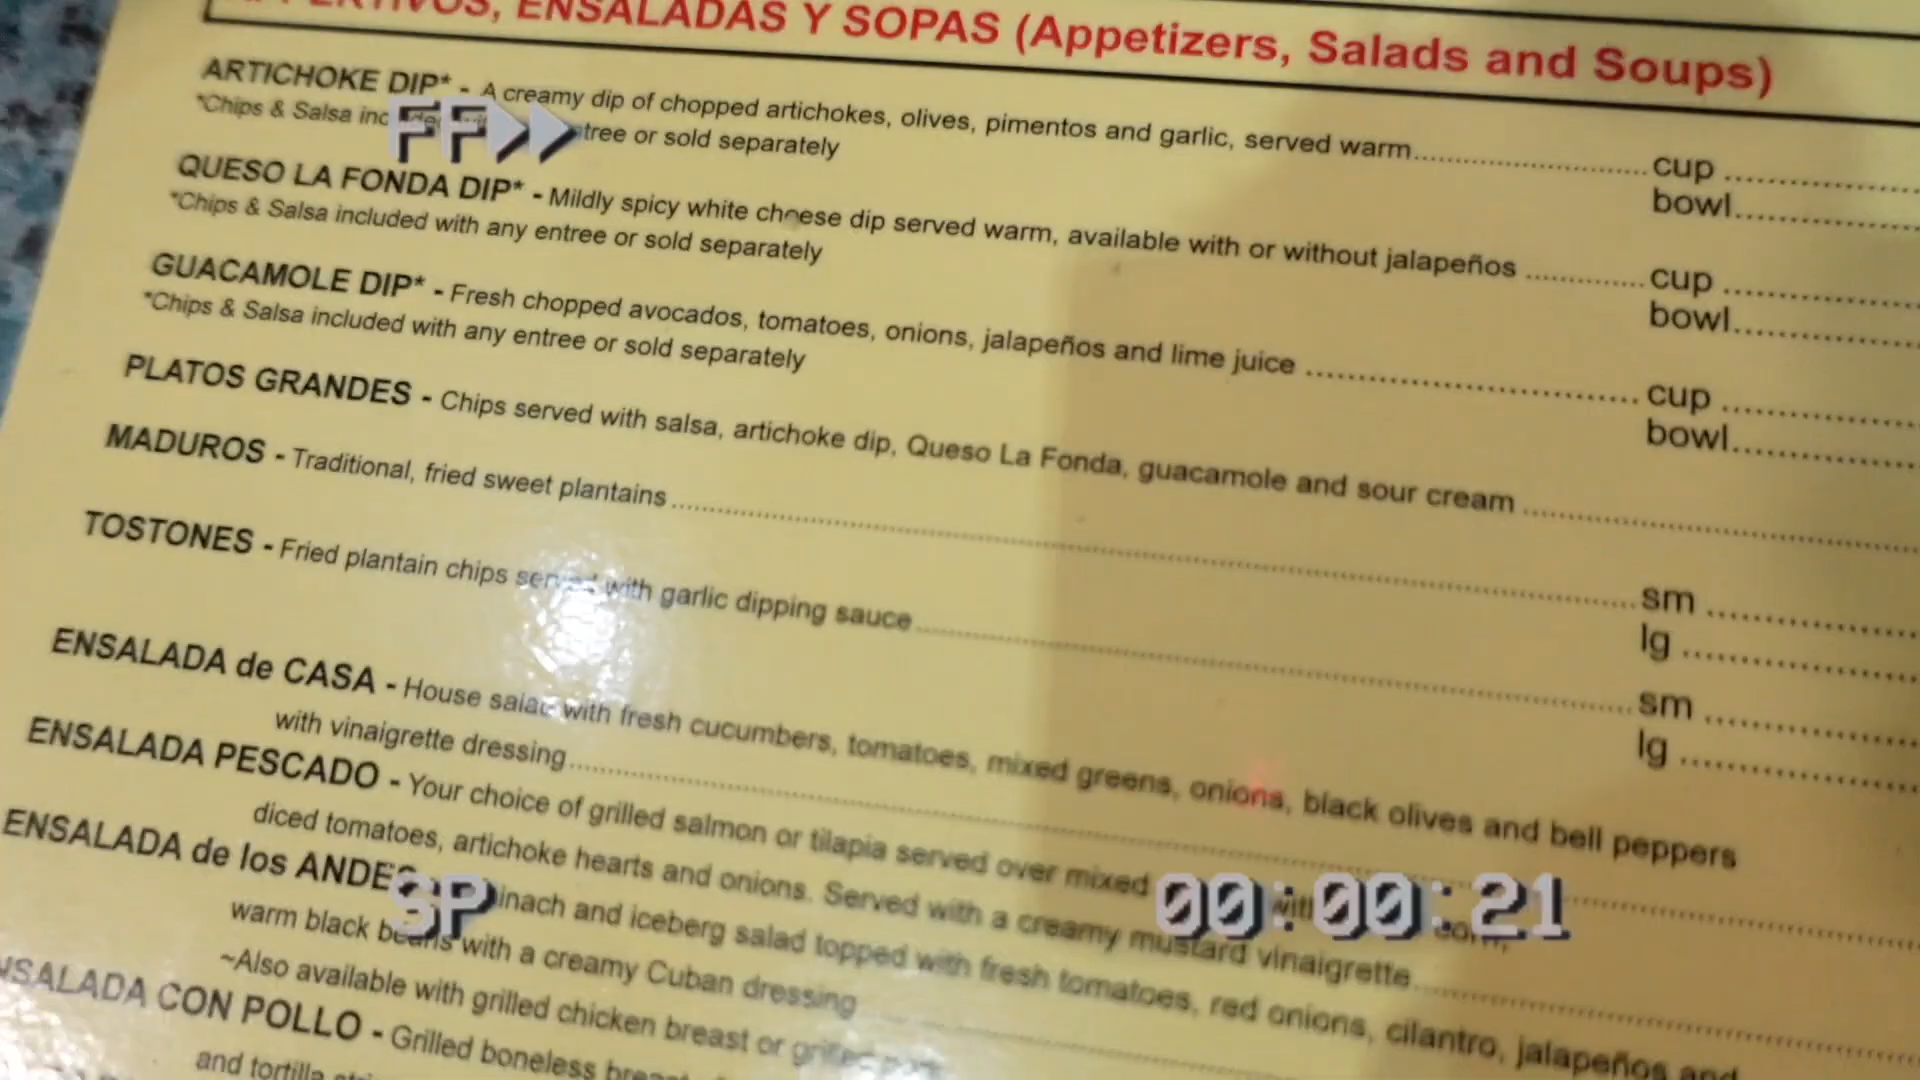 ENSALADAS Y SOPAS (Appetizers, Salads and Soups)
ARTICHOKE DIP* - A creamy dip of chopped artichokes, olives, pimentos and garlic, served warm cup
*Chips & Salsa or sold separately bowl
FF
QUESO LA FONDA DIP* - Mildly spicy white cheese dip served warm, available with or without jalapeños cup
*Chips & Salsa included with any entree or sold separately bowl
GUACAMOLE DIP* - Fresh chopped avocados, tomatoes, onions, jalapeños and lime juice cup
*Chips & Salsa included with any entree or sold separately bowl
PLATOS GRANDES - Chips served with salsa, artichoke dip, Queso La Fonda, guacamole and sour cream
MADUROS - Traditional, fried sweet plantains sm
lg
TOSTONES - Fried plantain chips served with garlic dipping sauce sm
lg
ENSALADA de CASA - House salad with fresh cucumbers, tomatoes, mixed greens, onions, black olives and bell peppers
with vinaigrette dressing
ENSALADA PESCADO - Your choice of grilled salmon or tilapia served over mixed
diced tomatoes, artichoke hearts and onions. Served with a creamy mustard vinaigrette
ENSALADA de los ANDES and iceberg salad topped with fresh tomatoes, red onions, cilantro, jalapeños and
warm black beans with a creamy Cuban dressing
~Also available with grilled chicken breast or grilled
CON POLLO - Grilled boneless
and tortilla
SP
00:00:21